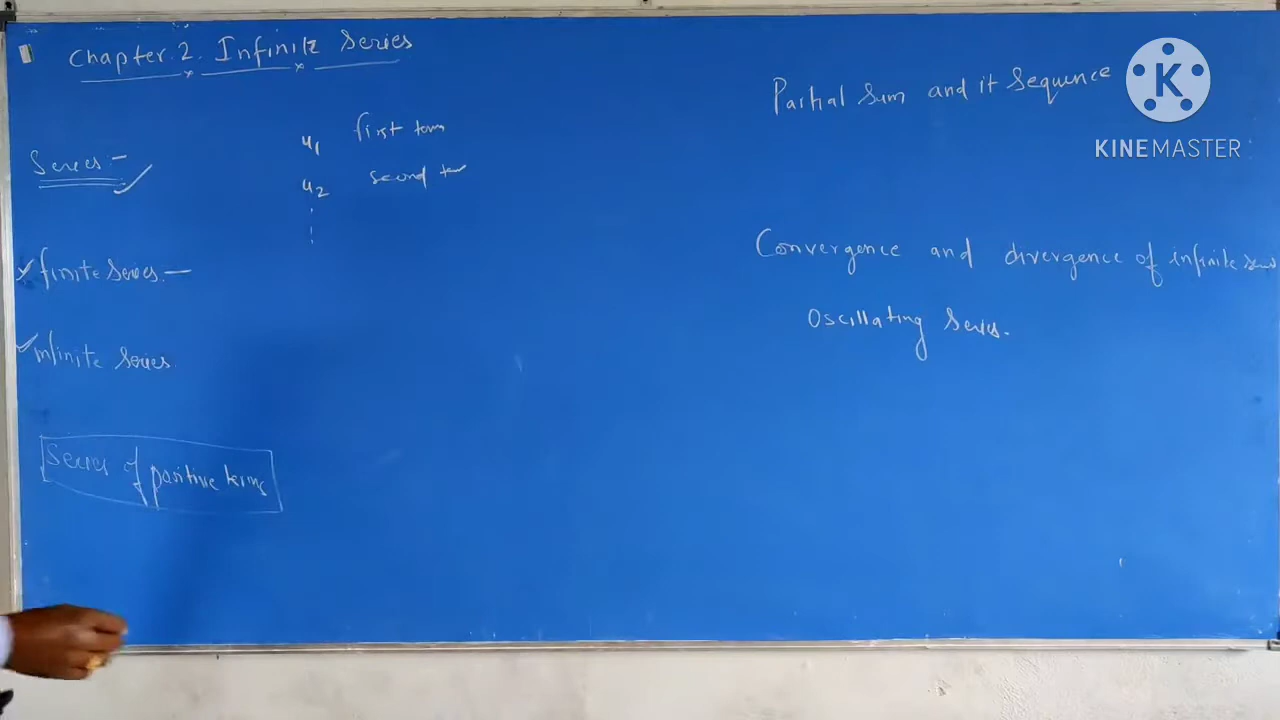 Chapter. 2. Infinite Series
Series:-
u1 first term
u2 second
finite series.-
infinite series.
Series of positive terms
Partial Sum and it Sequence
Convergence and divergence of infinite
Oscillating Series.
K
KINEMASTER